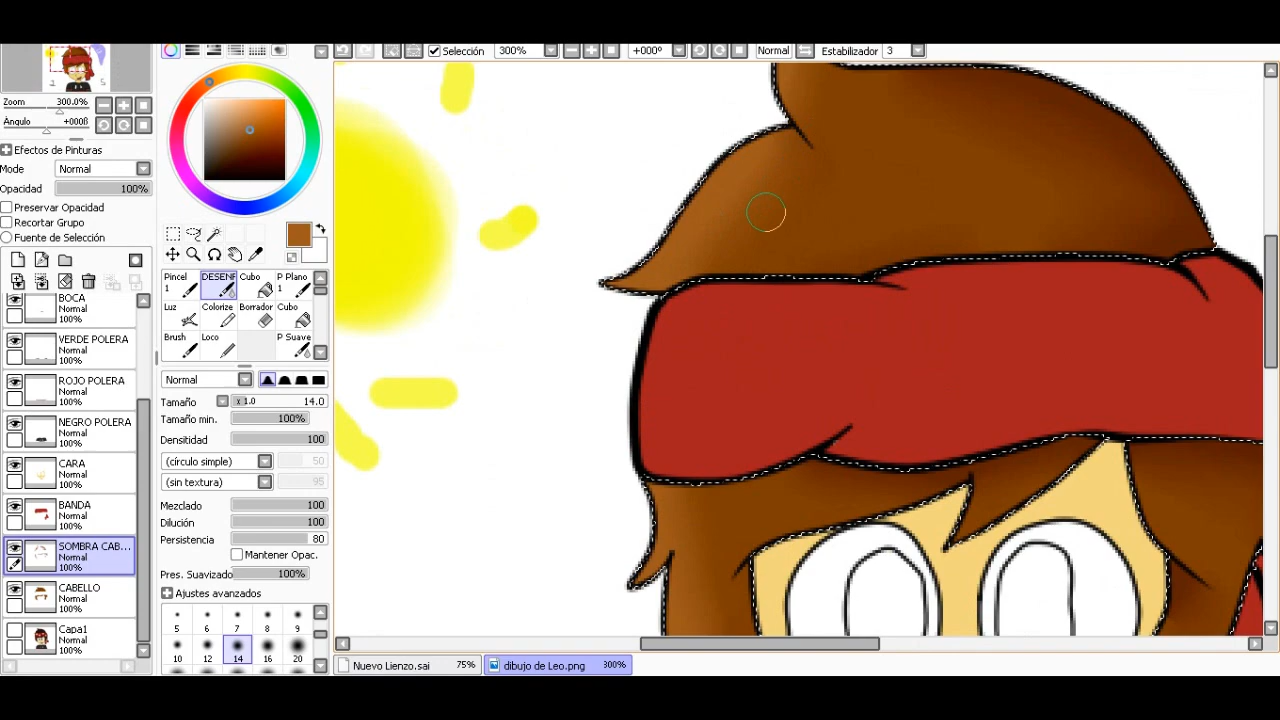 Selección 300% +000º Normal Estabilizador 3
Zoom 300.0%
Ángulo +000ß
Efectos de Pinturas
Mode Normal
Opacidad 100%
Preservar Opacidad
Recortar Grupo
Fuente de Selección
BOCA
Normal
100%
VERDE POLERA
Normal
100%
ROJO POLERA
Normal
100%
NEGRO POLERA
Normal
100%
CARA
Normal
100%
BANDA
Normal
100%
SOMBRA CAB...
Normal
100%
CABELLO
Normal
100%
Capa1
Normal
100%
Pincel DESENF Cubo P Plano
1 1
Luz Colorize Borrador Cubo
Brush Loco P Suave
Normal
Tamaño x 1.0 14.0
Tamaño min. 100%
Densitidad 100
(círculo simple) 50
(sin textura) 95
Mezclado 100
Dilución 100
Persistencia 80
Mantener Opac.
Pres. Suavizado 100%
Ajustes avanzados
5 6 7 8 9
10 12 14 16 20
Nuevo Lienzo.sai 75% dibujo de Leo.png 300%